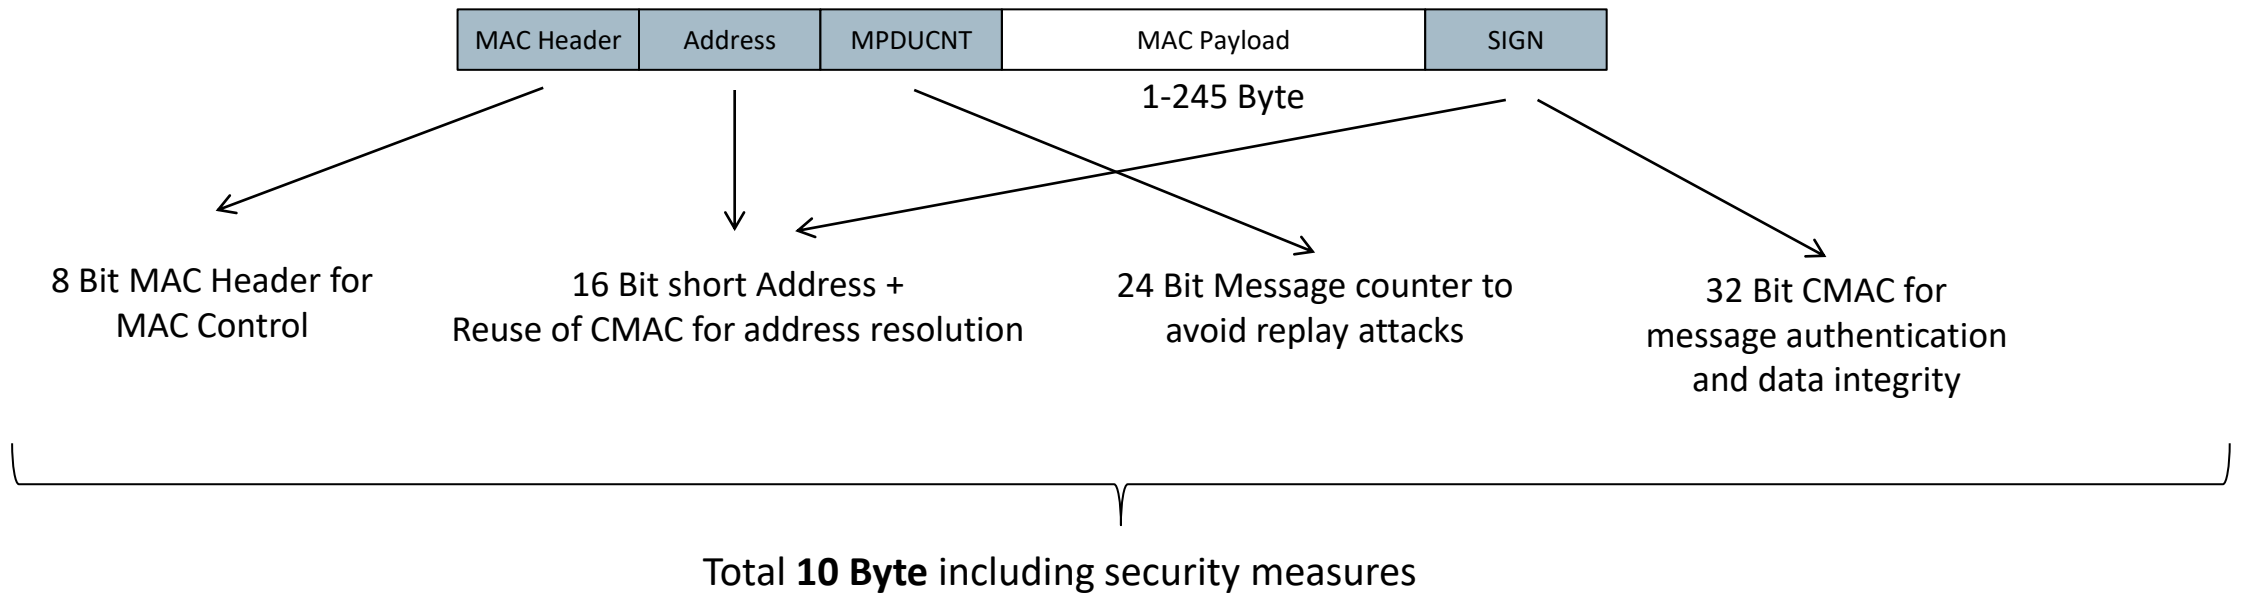 MAC Header
Address
MPDUCNT
MAC Payload
SIGN
1-245 Byte
8 Bit MAC Header for
MAC Control
16 Bit short Address +
Reuse of CMAC for address resolution
24 Bit Message counter to
avoid replay attacks
32 Bit CMAC for
message authentication
and data integrity
Total 10 Byte including security measures